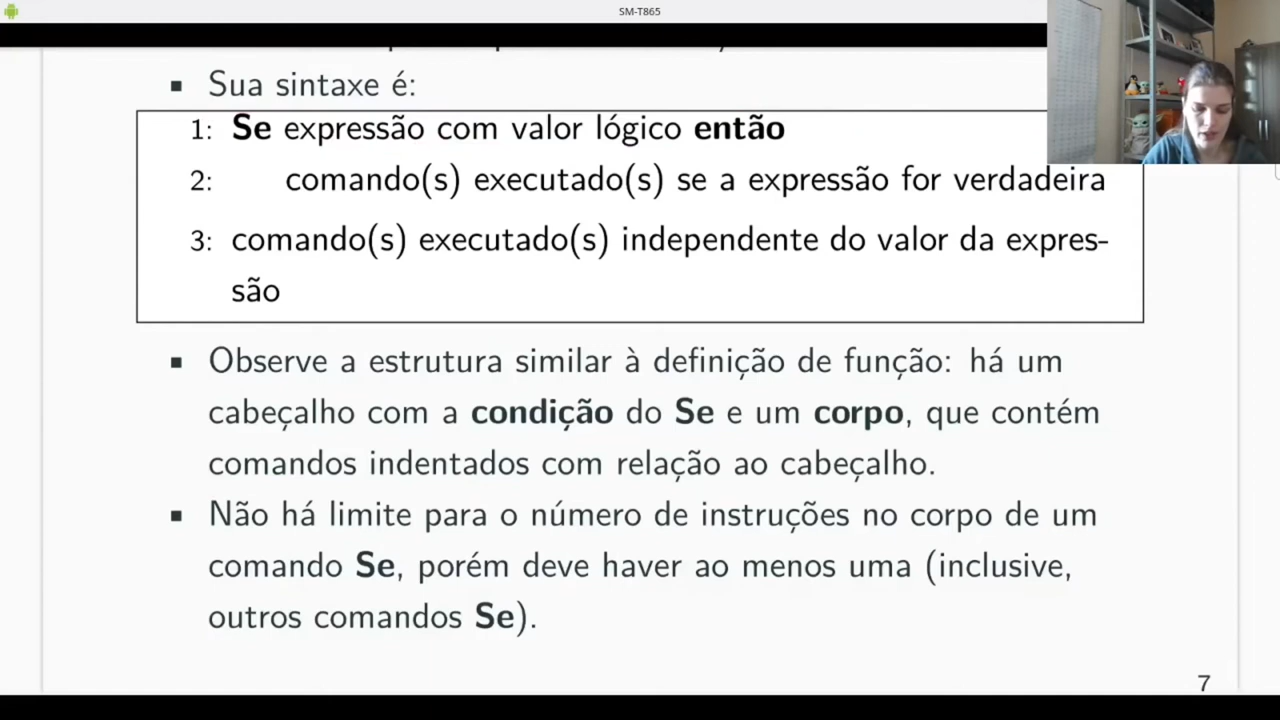 SM-T865
▪ Sua sintaxe é:
1: Se expressão com valor lógico então
2: comando(s) executado(s) se a expressão for verdadeira
3: comando(s) executado(s) independente do valor da expres-
são
▪ Observe a estrutura similar à definição de função: há um
cabeçalho com a condição do Se e um corpo, que contém
comandos indentados com relação ao cabeçalho.
▪ Não há limite para o número de instruções no corpo de um
comando Se, porém deve haver ao menos uma (inclusive,
outros comandos Se).
7